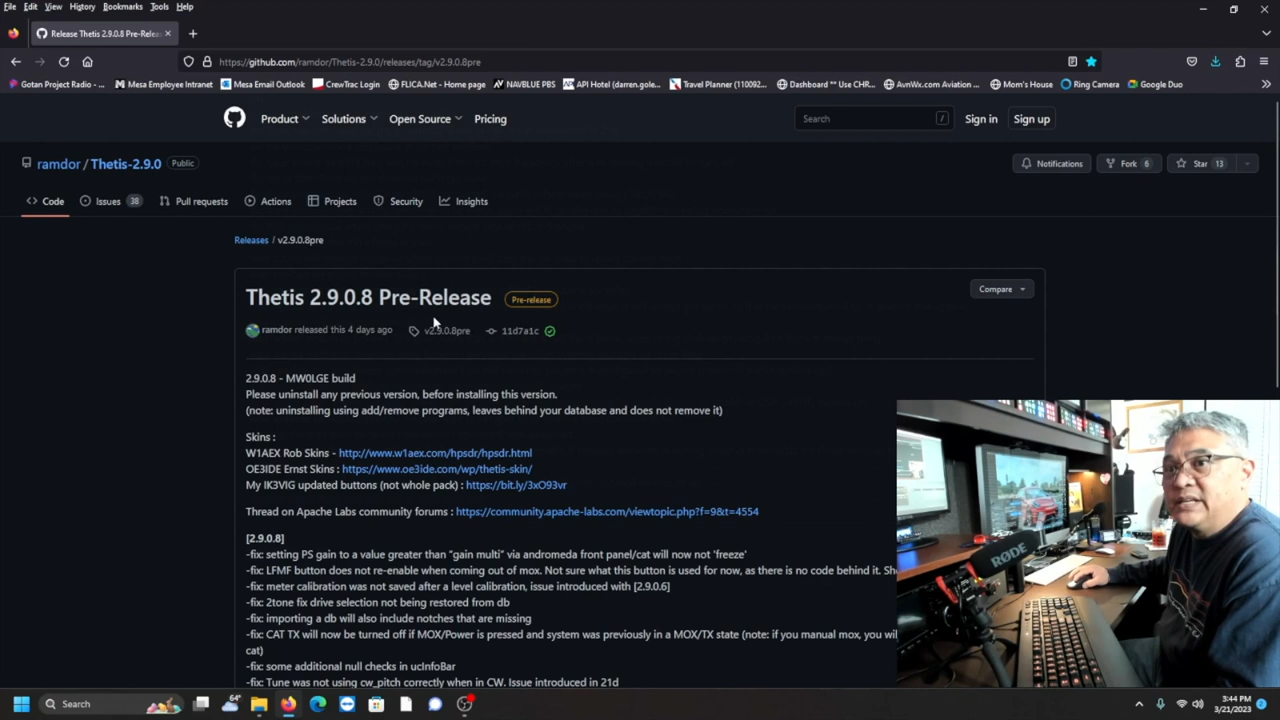 File Edit View History Bookmarks Tools Help
Release Thetis 2.9.0.8 Pre-Relea
https://github.com/ramdor/Thetis-2.9.0/releases/tag/v2.9.0.8pre
Gotan Project Radio - ... Mesa Employee Intranet Mesa Email Outlook CrewTrac Login FLICA.Net - Home page NAVBLUE PBS API Hotel (darren.gole... Travel Planner (110092... Dashboard ** Use CHR... AvnWx.com Aviation ... Mom's House Ring Camera Google Duo
Product Solutions Open Source Pricing Search / Sign in Sign up
ramdor / Thetis-2.9.0 Public Notifications Fork 6 Star 13
Code Issues 38 Pull requests Actions Projects Security Insights
Releases / v2.9.0.8pre
Thetis 2.9.0.8 Pre-Release Pre-release Compare
ramdor released this 4 days ago v2.9.0.8pre 11d7a1c
2.9.0.8 - MW0LGE build
Please uninstall any previous version, before installing this version.
(note: uninstalling using add/remove programs, leaves behind your database and does not remove it)
Skins :
W1AEX Rob Skins - http://www.w1aex.com/hpsdr/hpsdr.html
OE3IDE Ernst Skins : https://www.oe3ide.com/wp/thetis-skin/
My IK3VIG updated buttons (not whole pack) : https://bit.ly/3xO93vr
Thread on Apache Labs community forums : https://community.apache-labs.com/viewtopic.php?f=9&t=4554
[2.9.0.8]
-fix: setting PS gain to a value greater than "gain multi" via andromeda front panel/cat will now not 'freeze'
-fix: LFMF button does not re-enable when coming out of mox. Not sure what this button is used for now, as there is no code behind it. Sh
-fix: meter calibration was not saved after a level calibration, issue introduced with [2.9.0.6]
-fix: 2tone fix drive selection not being restored from db
-fix: importing a db will also include notches that are missing
-fix: CAT TX will now be turned off if MOX/Power is pressed and system was previously in a MOX/TX state (note: if you manual mox, you wil
cat)
-fix: some additional null checks in ucInfoBar
-fix: Tune was not using cw_pitch correctly when in CW. Issue introduced in 21d
RØDE
Search 64° 3:44 PM
3/21/2023 2